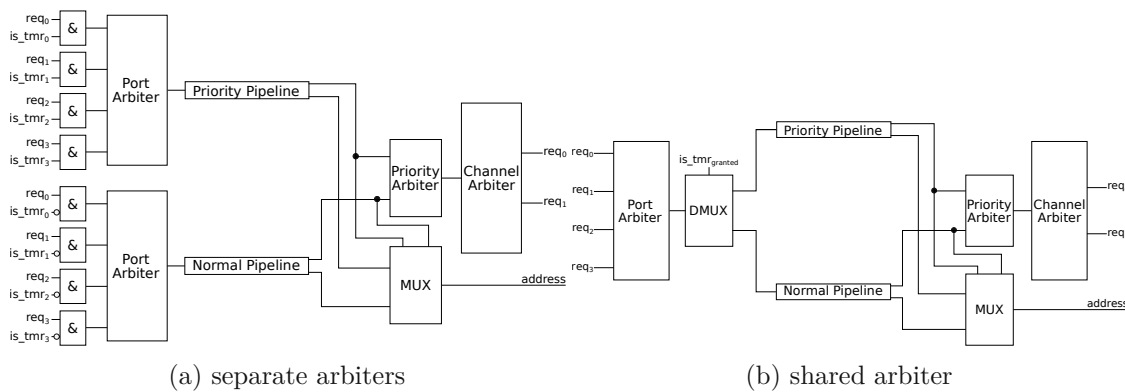 req0
is_tmr0
&
req1
is_tmr1
&
req2
is_tmr2
&
req3
is_tmr3
&
Port
Arbiter
Priority Pipeline
req0
is_tmr0
&
req1
is_tmr1
&
req2
is_tmr2
&
req3
is_tmr3
&
Port
Arbiter
Normal Pipeline
Priority
Arbiter
Channel
Arbiter
req0
req1
MUX
address
(a) separate arbiters
req0
req1
req2
req3
Port
Arbiter
is_tmrgranted
DMUX
Priority Pipeline
Normal Pipeline
Priority
Arbiter
Channel
Arbiter
req
req
MUX
address
(b) shared arbiter